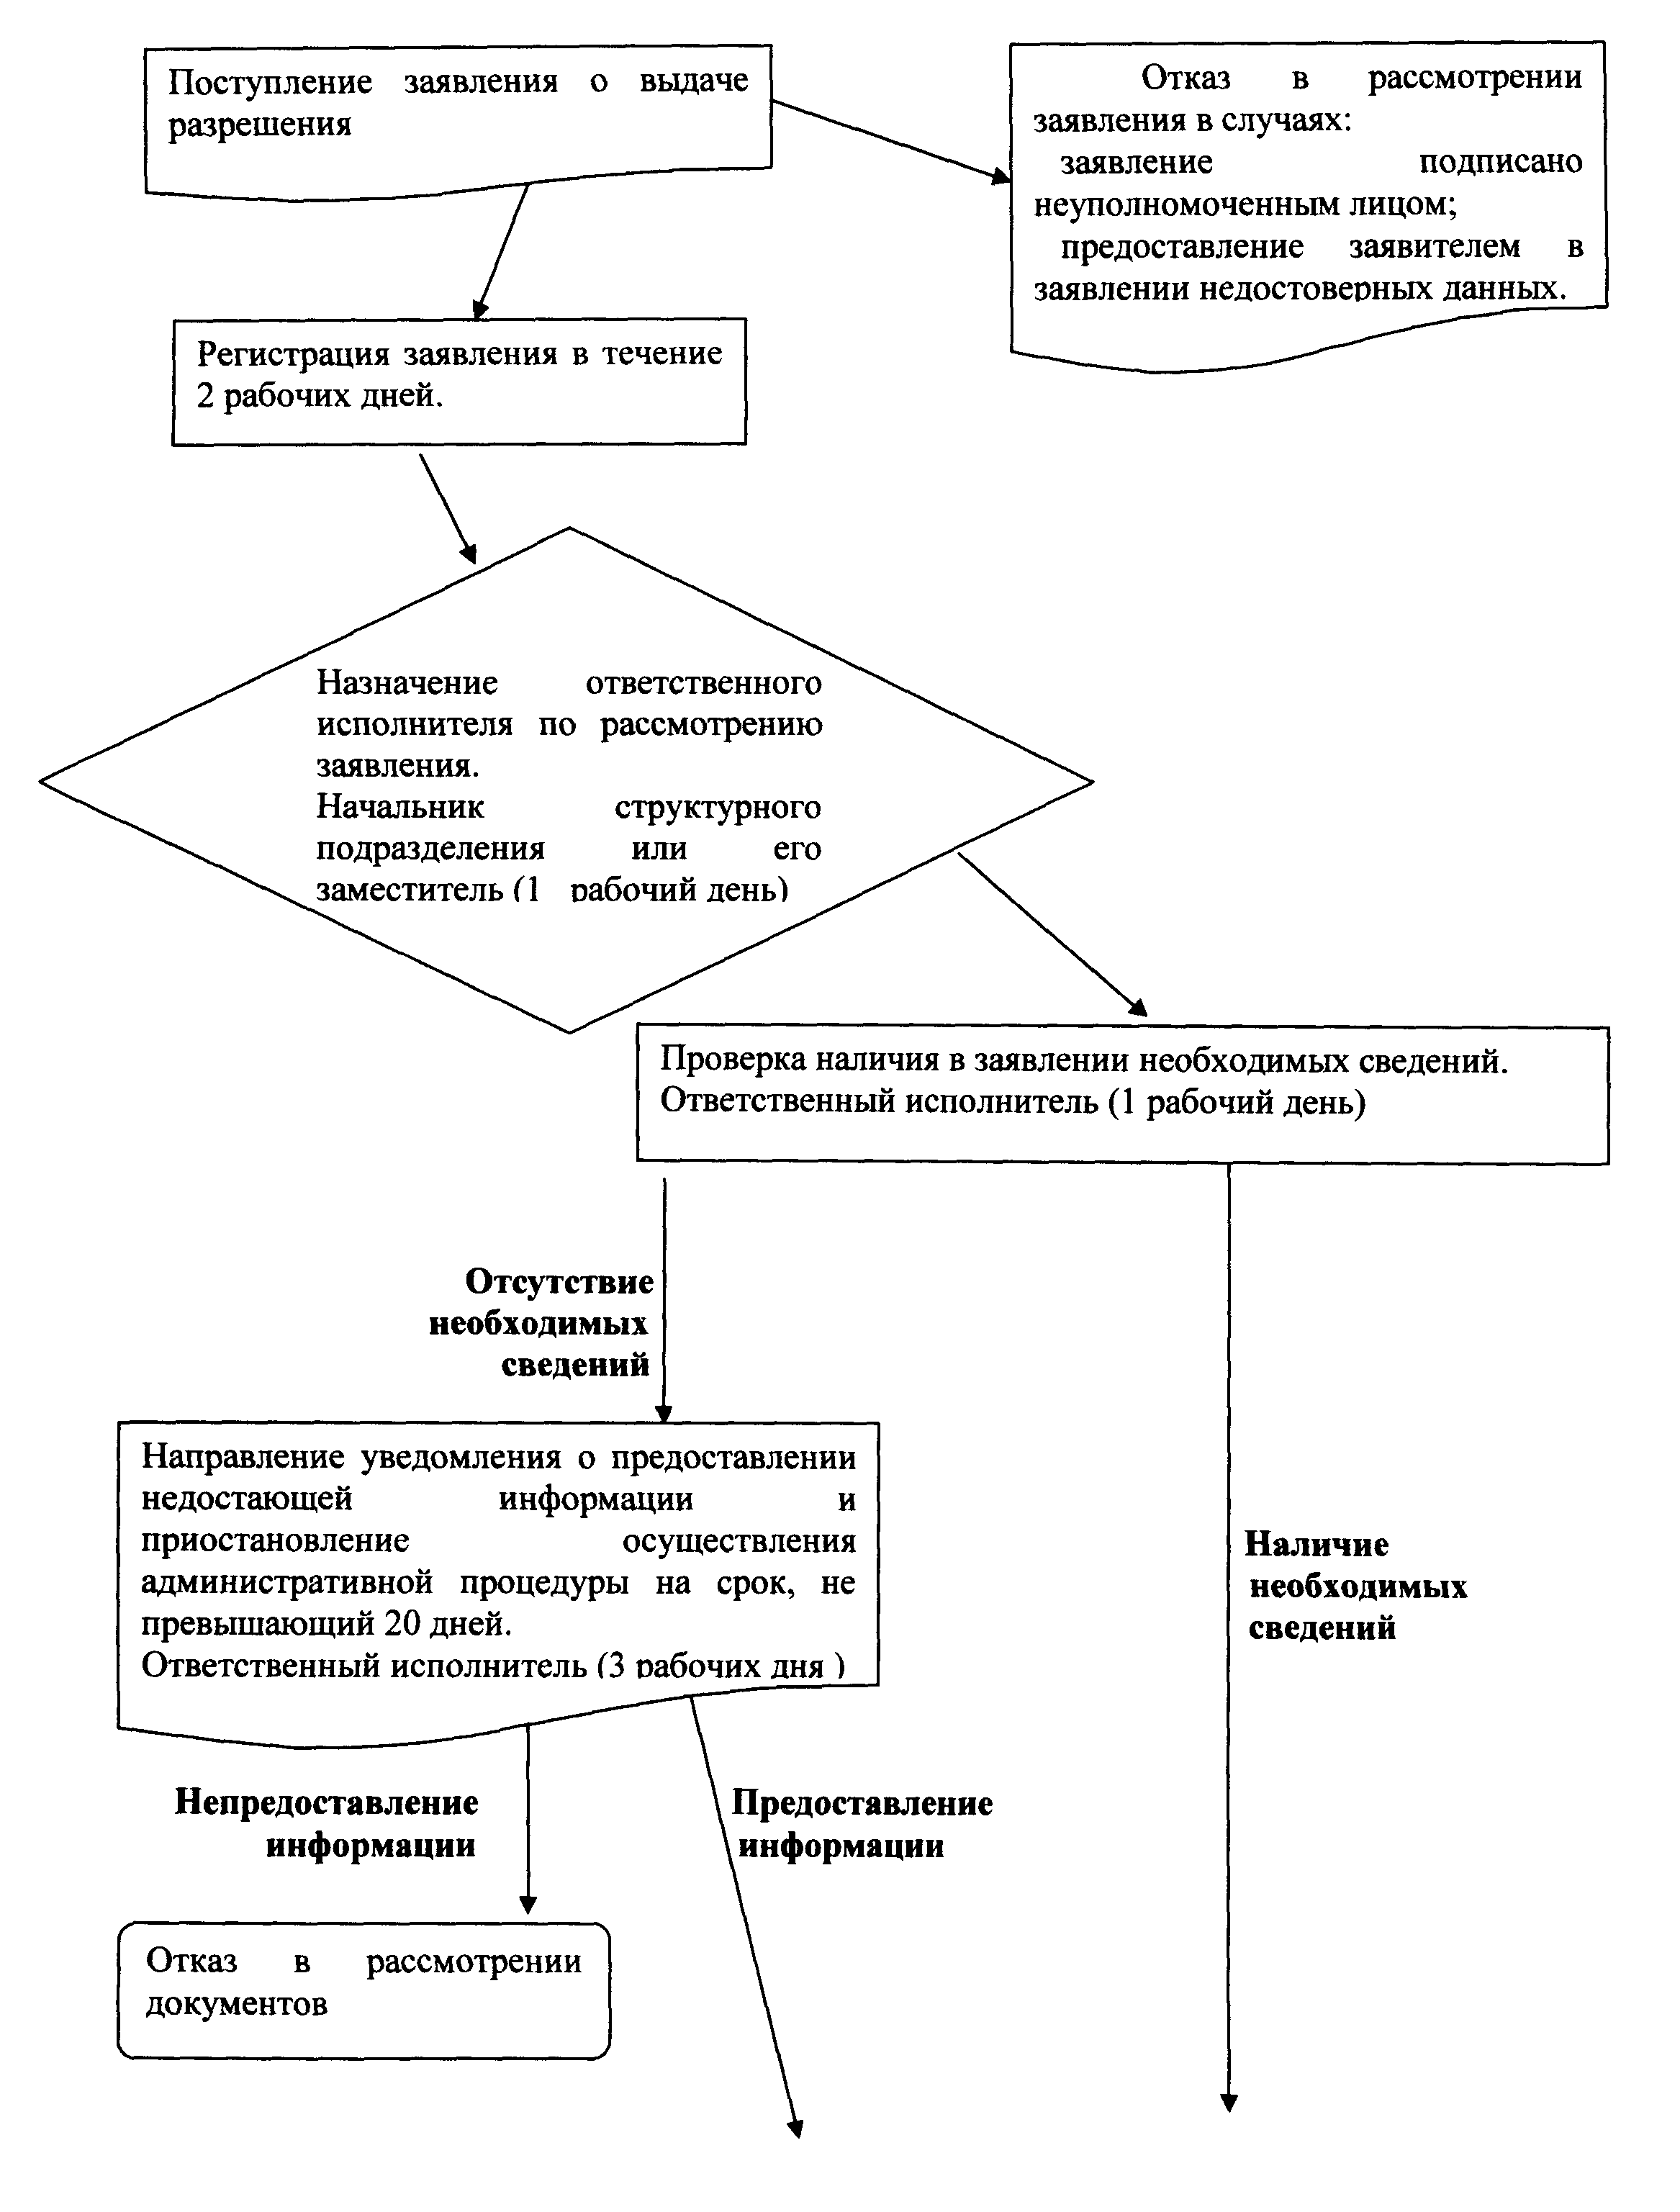 Поступление заявления о выдаче
разрешения
Отказ в рассмотрении
заявления в случаях:
заявление подписано
неуполномоченным лицом;
предоставление заявителем в
заявлении недостоверных данных.
Регистрация заявления в течение
2 рабочих дней.
Назначение ответственного
исполнителя по рассмотрению
заявления.
Начальник структурного
подразделения или его
заместитель (1 рабочий день)
Проверка наличия в заявлении необходимых сведений.
Ответственный исполнитель (1 рабочий день)
Отсутствие
необходимых
сведений
Направление уведомления о предоставлении
недостающей информации и
приостановление осуществления
административной процедуры на срок, не
превышающий 20 дней.
Ответственный исполнитель (3 рабочих дня )
Наличие
необходимых
сведений
Непредоставление
информации
Предоставление
информации
Отказ в рассмотрении
документов